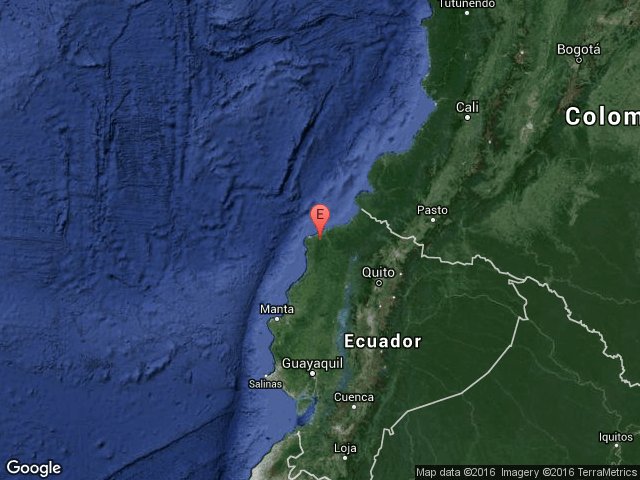 Tutunendo
Bogotá
Cali
Colom
E
Pasto
Quito
Manta
Ecuador
Guayaquil
Salinas
Cuenca
Iquitos
Loja
Google
Map data ©2016 Imagery ©2016 TerraMetrics